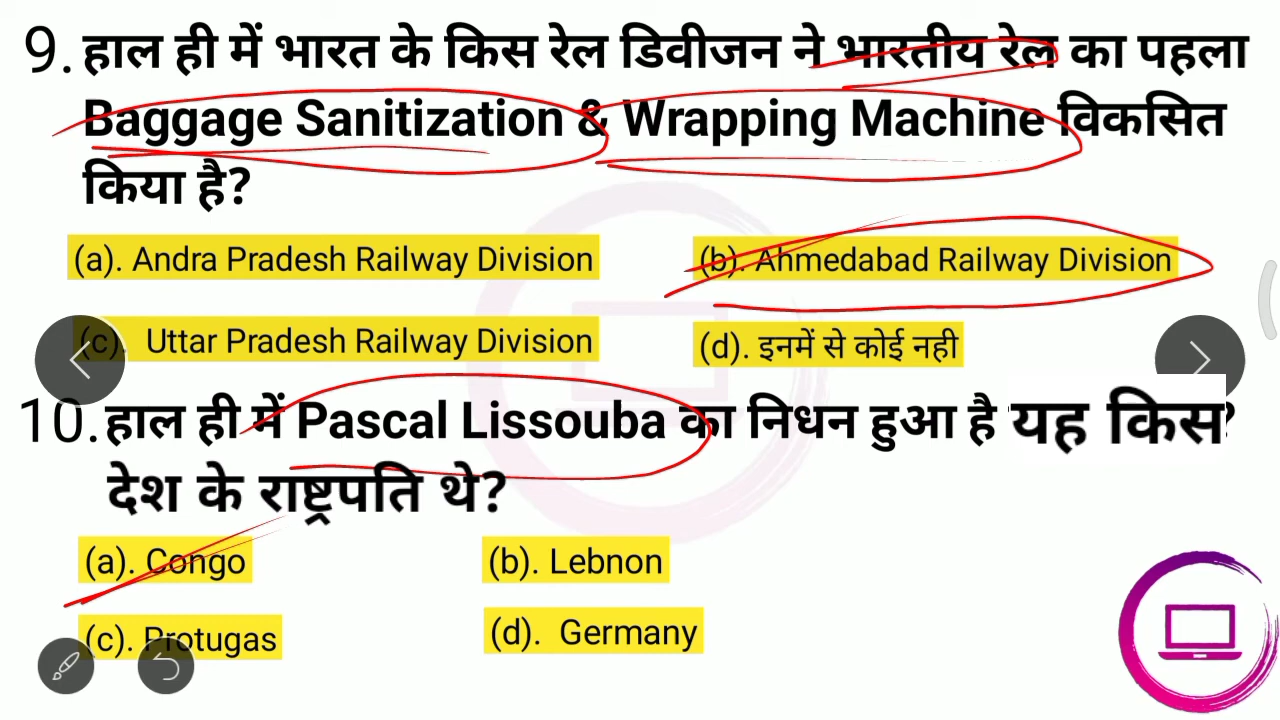 9. हाल ही में भारत के किस रेल डिवीजन ने भारतीय रेल का पहला
Baggage Sanitization & Wrapping Machine विकसित
किया है?
(a). Andra Pradesh Railway Division
(b). Ahmedabad Railway Division
(c). Uttar Pradesh Railway Division
(d). इनमें से कोई नही
10. हाल ही में Pascal Lissouba का निधन हुआ है यह किस?
देश के राष्ट्रपति थे?
(a). Congo
(b). Lebnon
(c). Protugas
(d). Germany